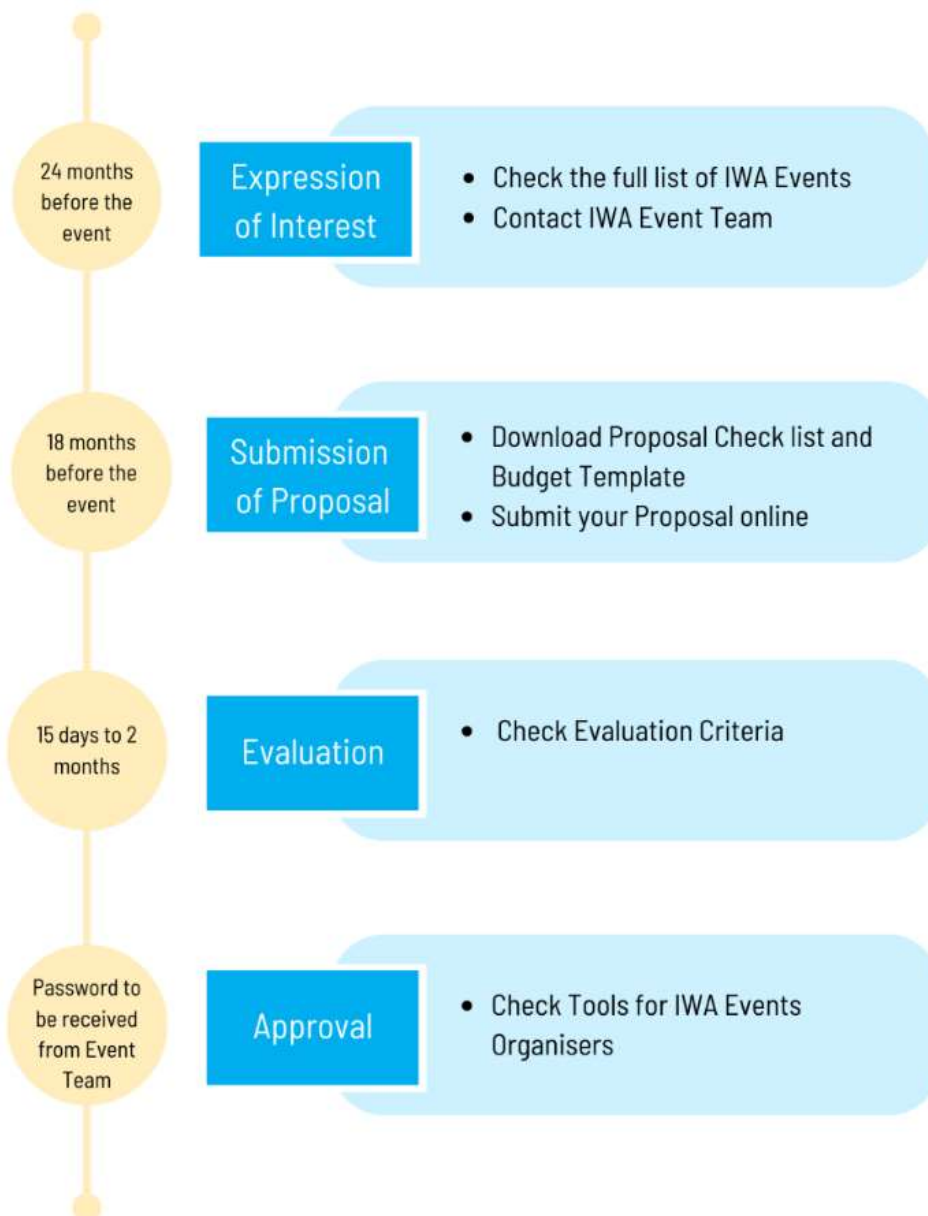 24 months
before the
event
Expression
of Interest
• Check the full list of IWA Events
• Contact IWA Event Team
18 months
before the
event
Submission
of Proposal
• Download Proposal Check list and
Budget Template
• Submit your Proposal online
15 days to 2
months
Evaluation
• Check Evaluation Criteria
Password to
be received
from Event
Team
Approval
• Check Tools for IWA Events
Organisers